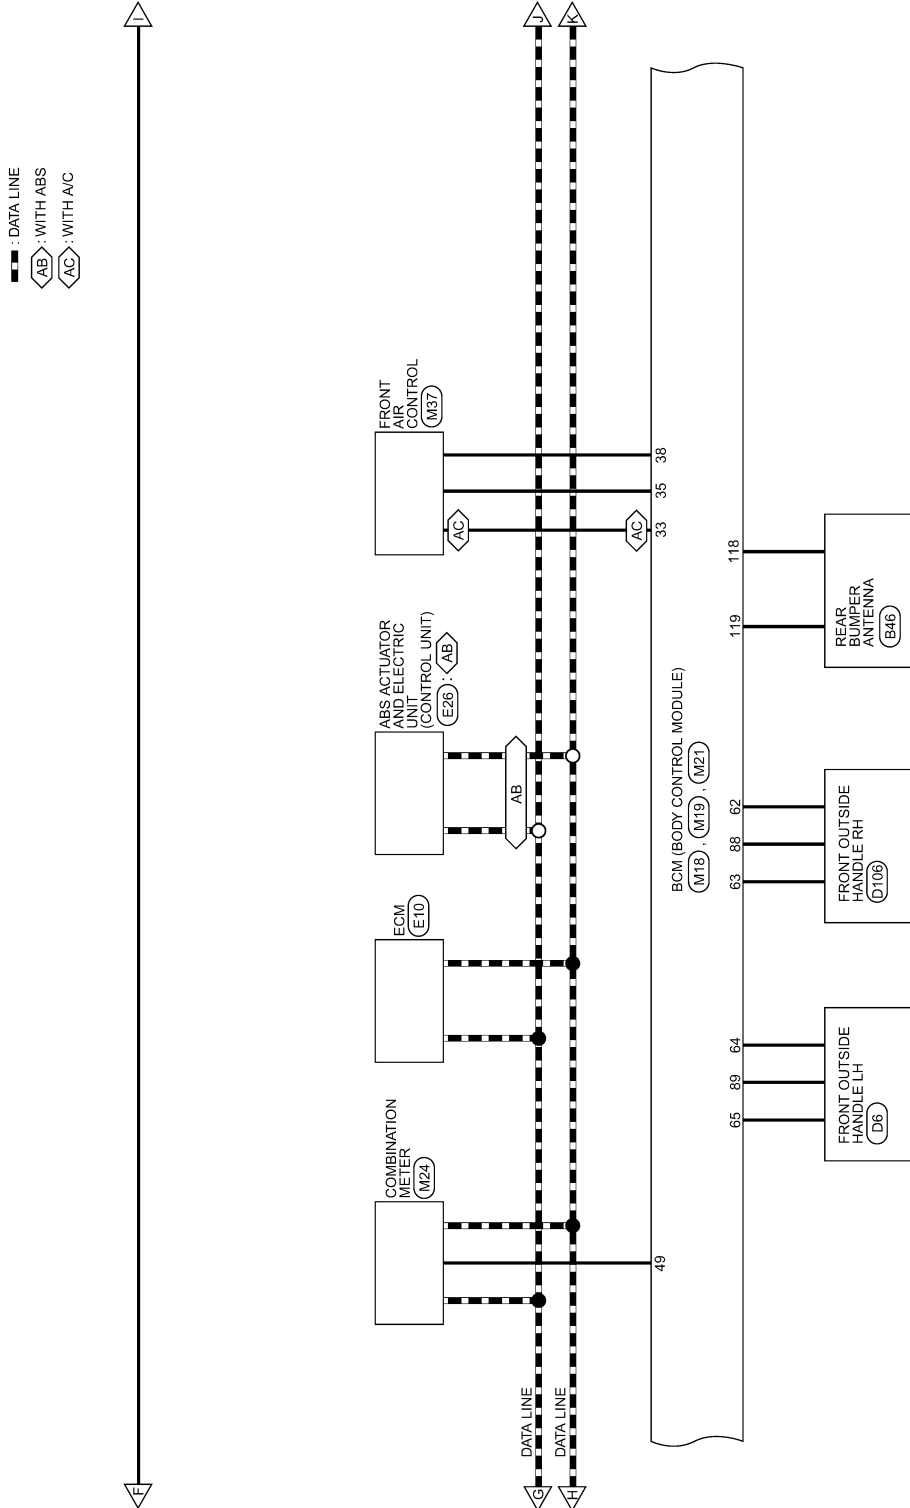 : DATA LINE
AB : WITH ABS
AC : WITH A/C
F
I
COMBINATION
METER
M24
ECM
E10
ABS ACTUATOR
AND ELECTRIC
UNIT
(CONTROL UNIT)
E26 : AB
FRONT
AIR
CONTROL
M37
AB
AC
DATA LINE
G
J
DATA LINE
H
K
AC
49
33
35
38
BCM (BODY CONTROL MODULE)
M18 , M19 , M21
65
89
64
63
88
62
119
118
FRONT OUTSIDE
HANDLE LH
D6
FRONT OUTSIDE
HANDLE RH
D106
REAR
BUMPER
ANTENNA
B46